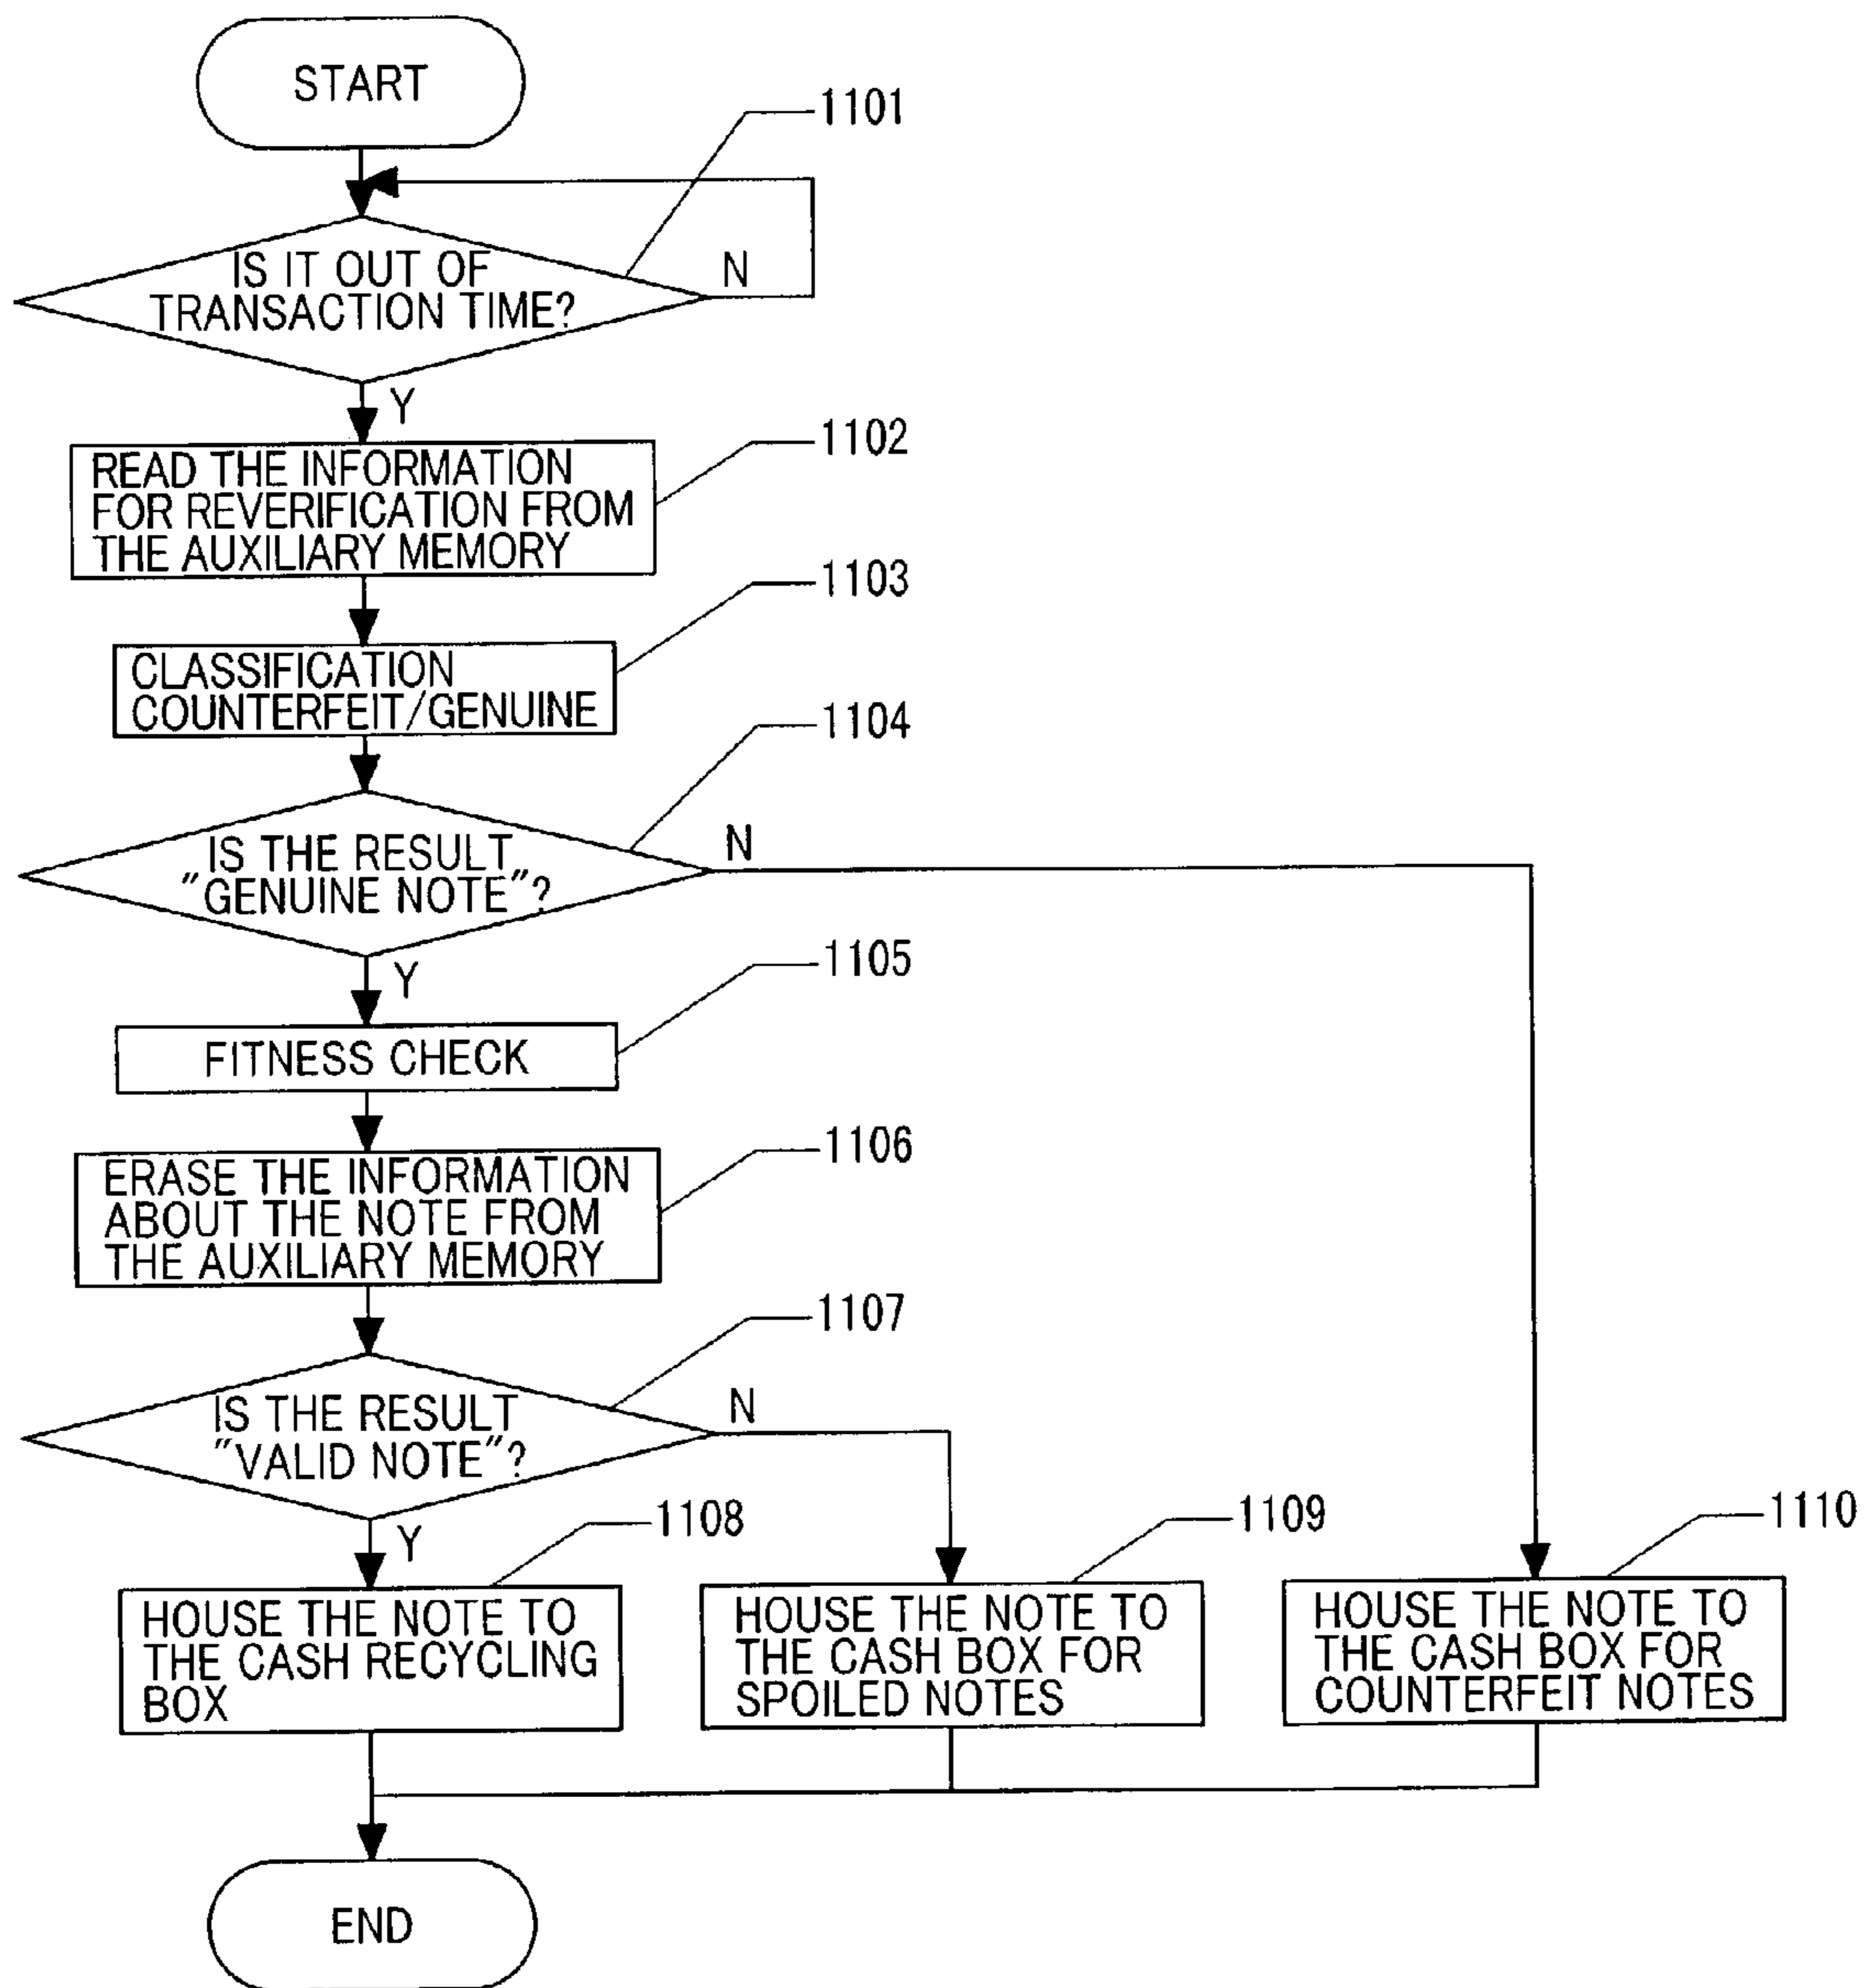 START
1101
IS IT OUT OF
TRANSACTION TIME?
N
Y
1102
READ THE INFORMATION
FOR REVERIFICATION FROM
THE AUXILIARY MEMORY
1103
CLASSIFICATION
COUNTERFEIT/GENUINE
1104
IS THE RESULT
"GENUINE NOTE"?
N
Y
1105
FITNESS CHECK
1106
ERASE THE INFORMATION
ABOUT THE NOTE FROM
THE AUXILIARY MEMORY
1107
IS THE RESULT
"VALID NOTE"?
N
Y
1108
HOUSE THE NOTE TO
THE CASH RECYCLING
BOX
1109
HOUSE THE NOTE TO
THE CASH BOX FOR
SPOILED NOTES
1110
HOUSE THE NOTE TO
THE CASH BOX FOR
COUNTERFEIT NOTES
END